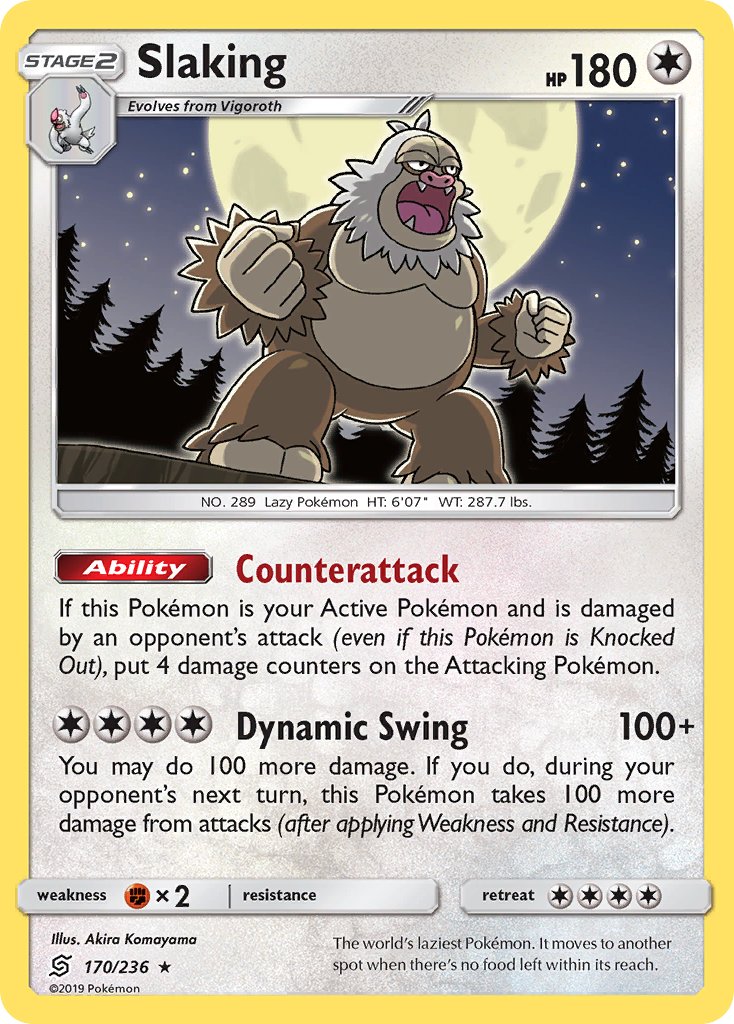 STAGE2 Slaking HP 180
Evolves from Vigoroth
NO. 289 Lazy Pokémon HT: 6'07" WT: 287.7 lbs.
Ability Counterattack
If this Pokémon is your Active Pokémon and is damaged
by an opponent's attack (even if this Pokémon is Knocked
Out), put 4 damage counters on the Attacking Pokémon.
Dynamic Swing 100+
You may do 100 more damage. If you do, during your
opponent's next turn, this Pokémon takes 100 more
damage from attacks (after applying Weakness and Resistance).
weakness ×2 resistance retreat
Illus. Akira Komayama
170/236 ★
©2019 Pokémon
The world's laziest Pokémon. It moves to another
spot when there's no food left within its reach.